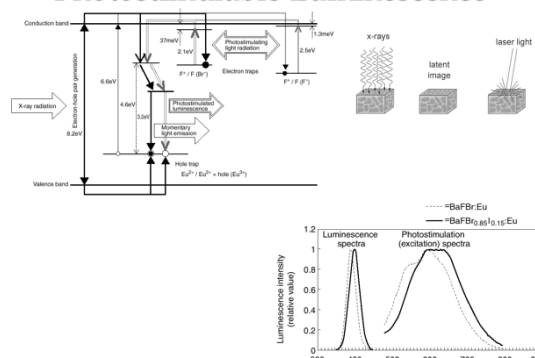 Conduction band
37meV
1.3meV
2.1eV
2.5eV
Photostimulating
light radiation
Electron traps
F⁺ / F (Br⁻)
F⁺ / F (F⁻)
X-ray radiation
Electron-hole pair generation
8.2eV
6.6eV
4.6eV
3.2eV
Photostimulated
luminescence
Momentary
light emission
Hole trap
Eu²⁺ / Eu²⁺ + hole (Eu³⁺)
Valence band
x-rays
latent
image
laser light
=BaFBr:Eu
=BaFBr0.85I0.15:Eu
Luminescence
spectra
Photostimulation
(excitation) spectra
Luminescence intensity
(relative value)
1.2
1
0.8
0.6
0.4
0.2
0